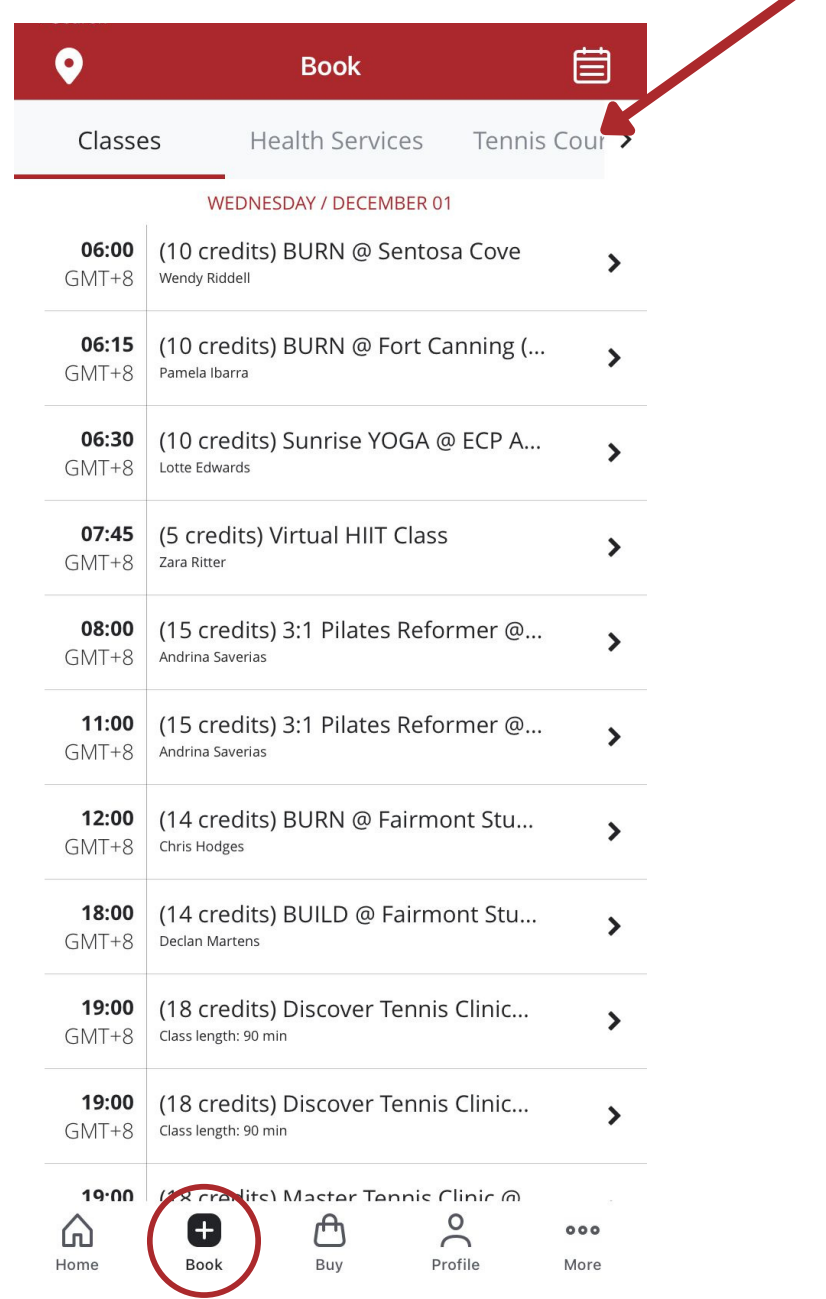 Book
Classes Health Services Tennis Cour
WEDNESDAY / DECEMBER 01
06:00 (10 credits) BURN @ Sentosa Cove
GMT+8 Wendy Riddell
06:15 (10 credits) BURN @ Fort Canning (...
GMT+8 Pamela Ibarra
06:30 (10 credits) Sunrise YOGA @ ECP A...
GMT+8 Lotte Edwards
07:45 (5 credits) Virtual HIIT Class
GMT+8 Zara Ritter
08:00 (15 credits) 3:1 Pilates Reformer @...
GMT+8 Andrina Saverias
11:00 (15 credits) 3:1 Pilates Reformer @...
GMT+8 Andrina Saverias
12:00 (14 credits) BURN @ Fairmont Stu...
GMT+8 Chris Hodges
18:00 (14 credits) BUILD @ Fairmont Stu...
GMT+8 Declan Martens
19:00 (18 credits) Discover Tennis Clinic...
GMT+8 Class length: 90 min
19:00 (18 credits) Discover Tennis Clinic...
GMT+8 Class length: 90 min
19:00 (18 credits) Master Tennis Clinic @
Home Book Buy Profile More